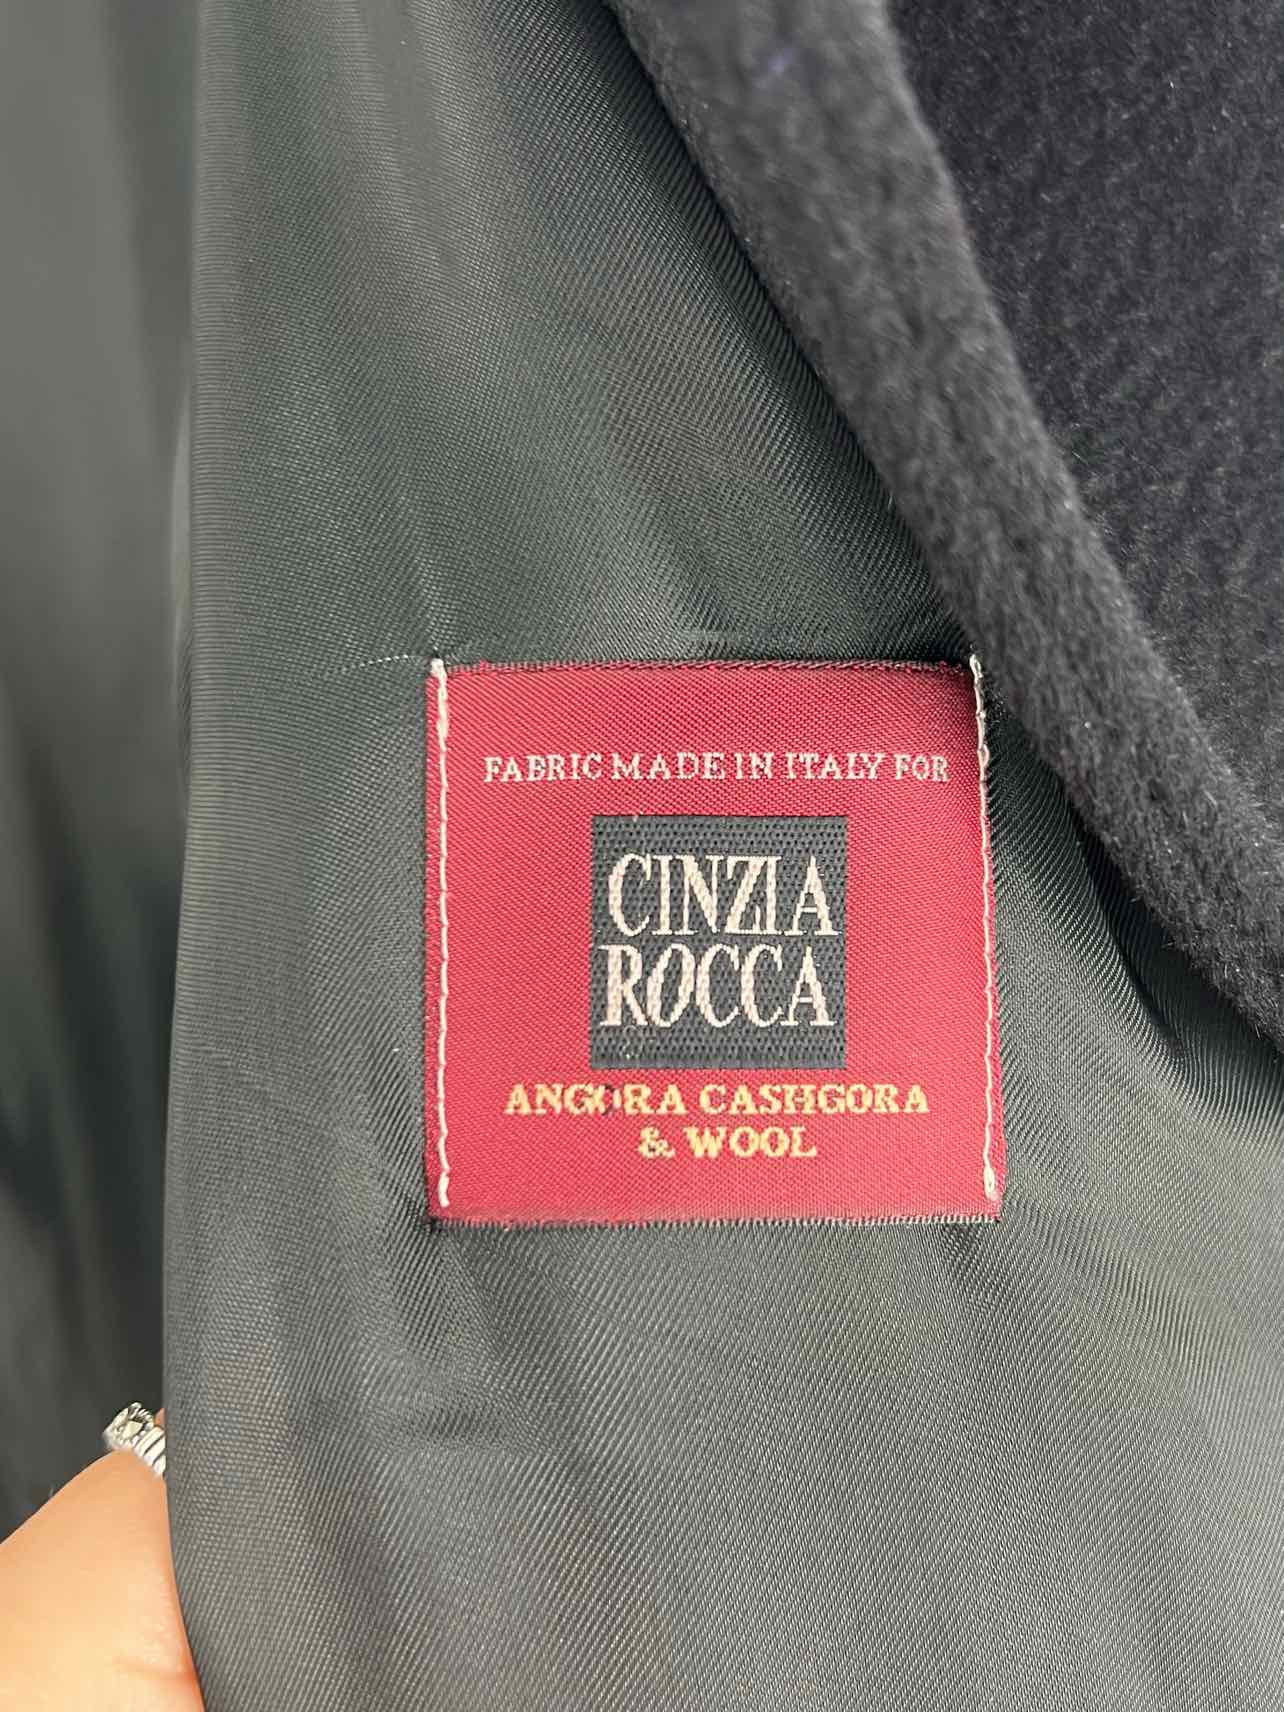 FABRIC MADE IN ITALY FOR
CINZIA
ROCCA
ANGORA CASHGORA
& WOOL